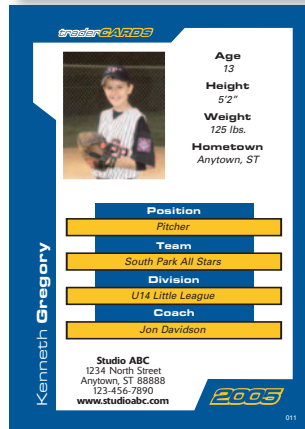 traderCARDS
Age
13
Height
5'2"
Weight
125 lbs.
Hometown
Anytown, ST
Position
Pitcher
Team
South Park All Stars
Division
U14 Little League
Coach
Jon Davidson
Kenneth Gregory
Studio ABC
1234 North Street
Anytown, ST 88888
123-456-7890
www.studioabc.com
2005
011